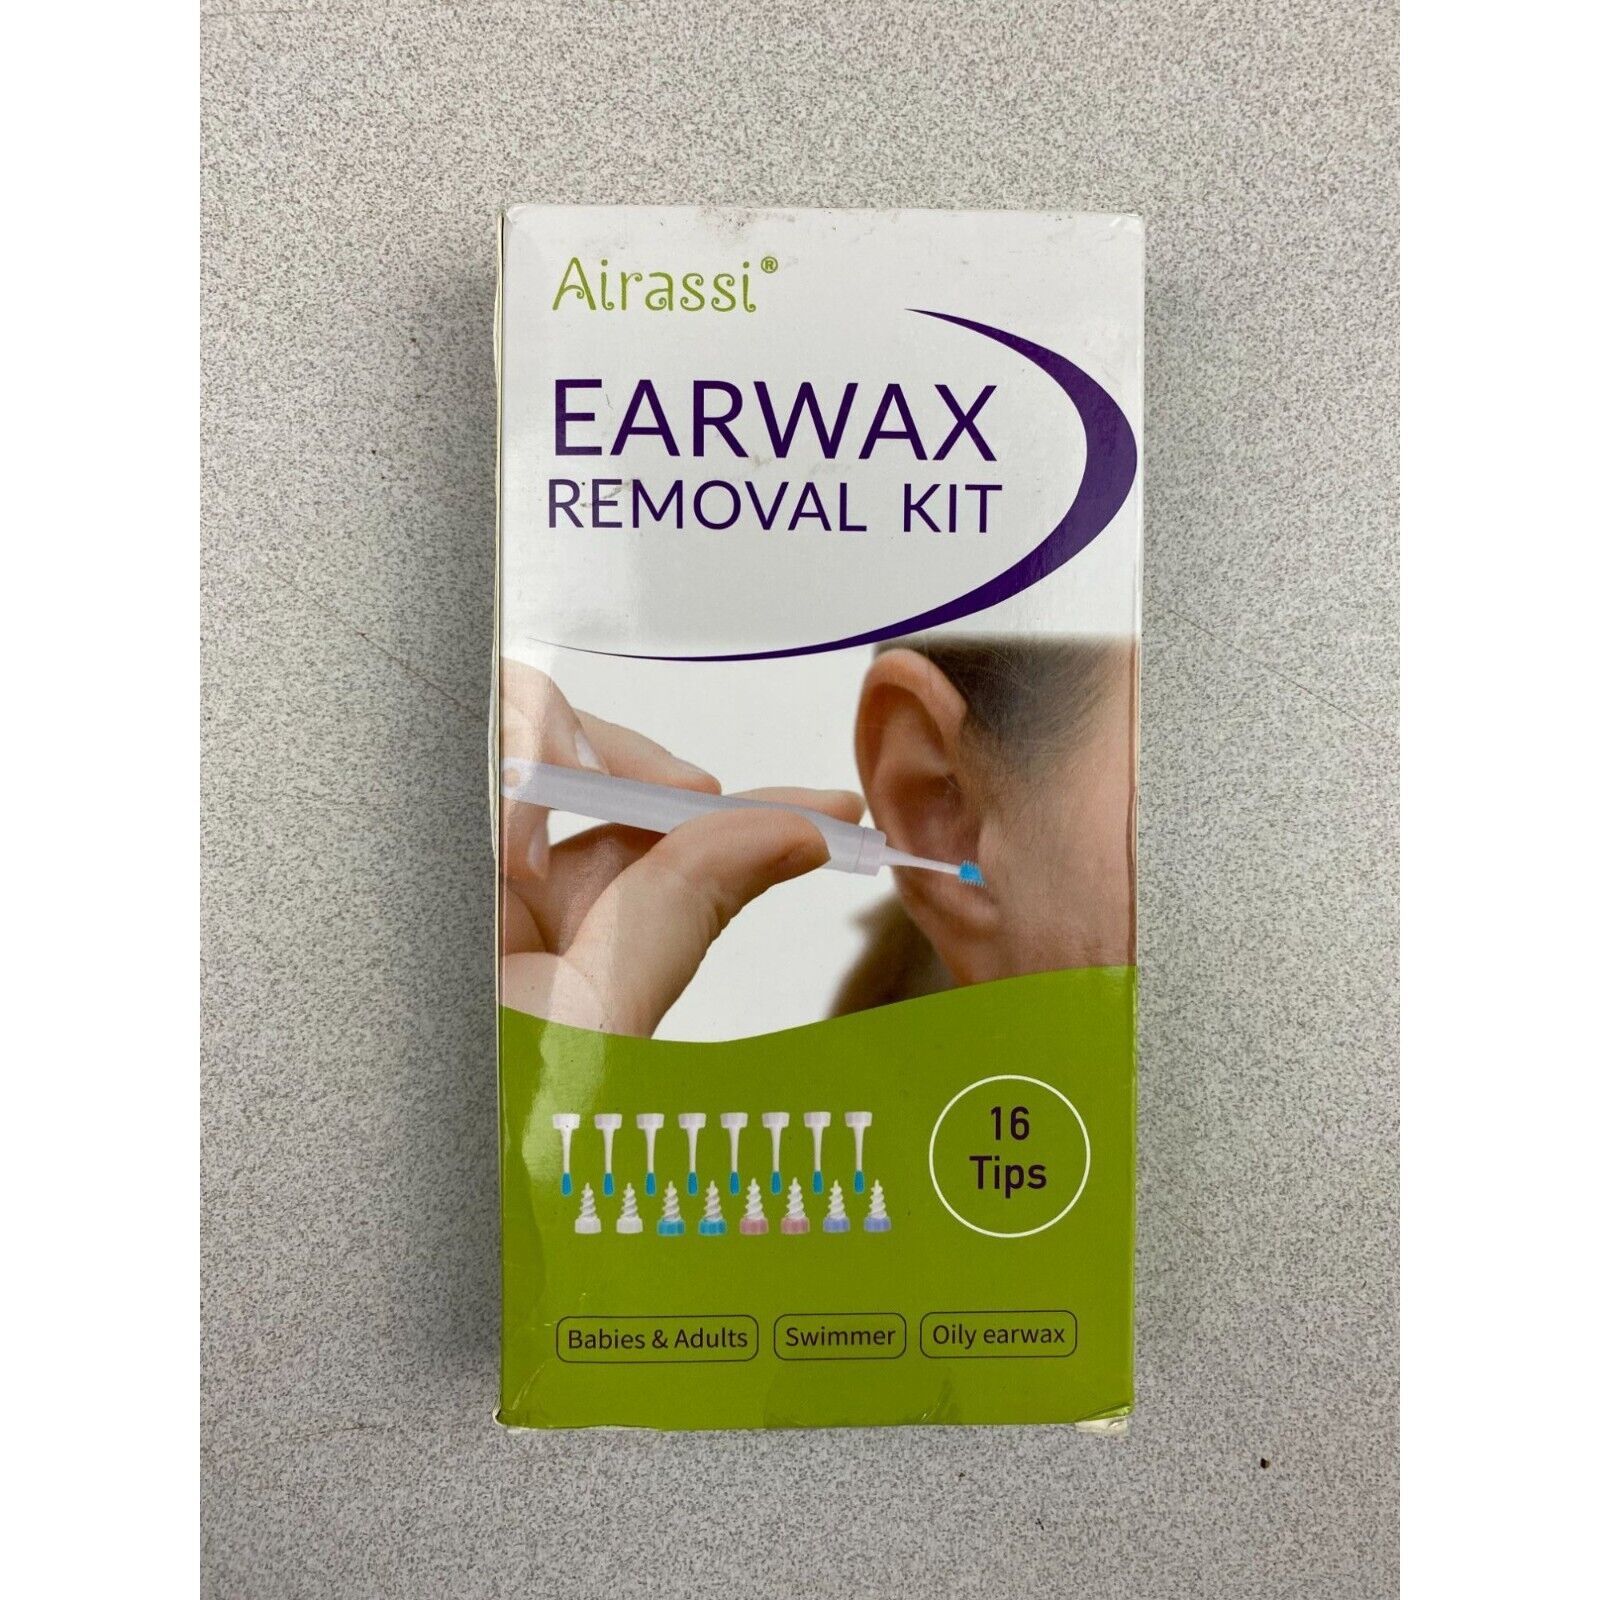 Airassi®
EARWAX
REMOVAL KIT
16
Tips
Babies & Adults
Swimmer
Oily earwax